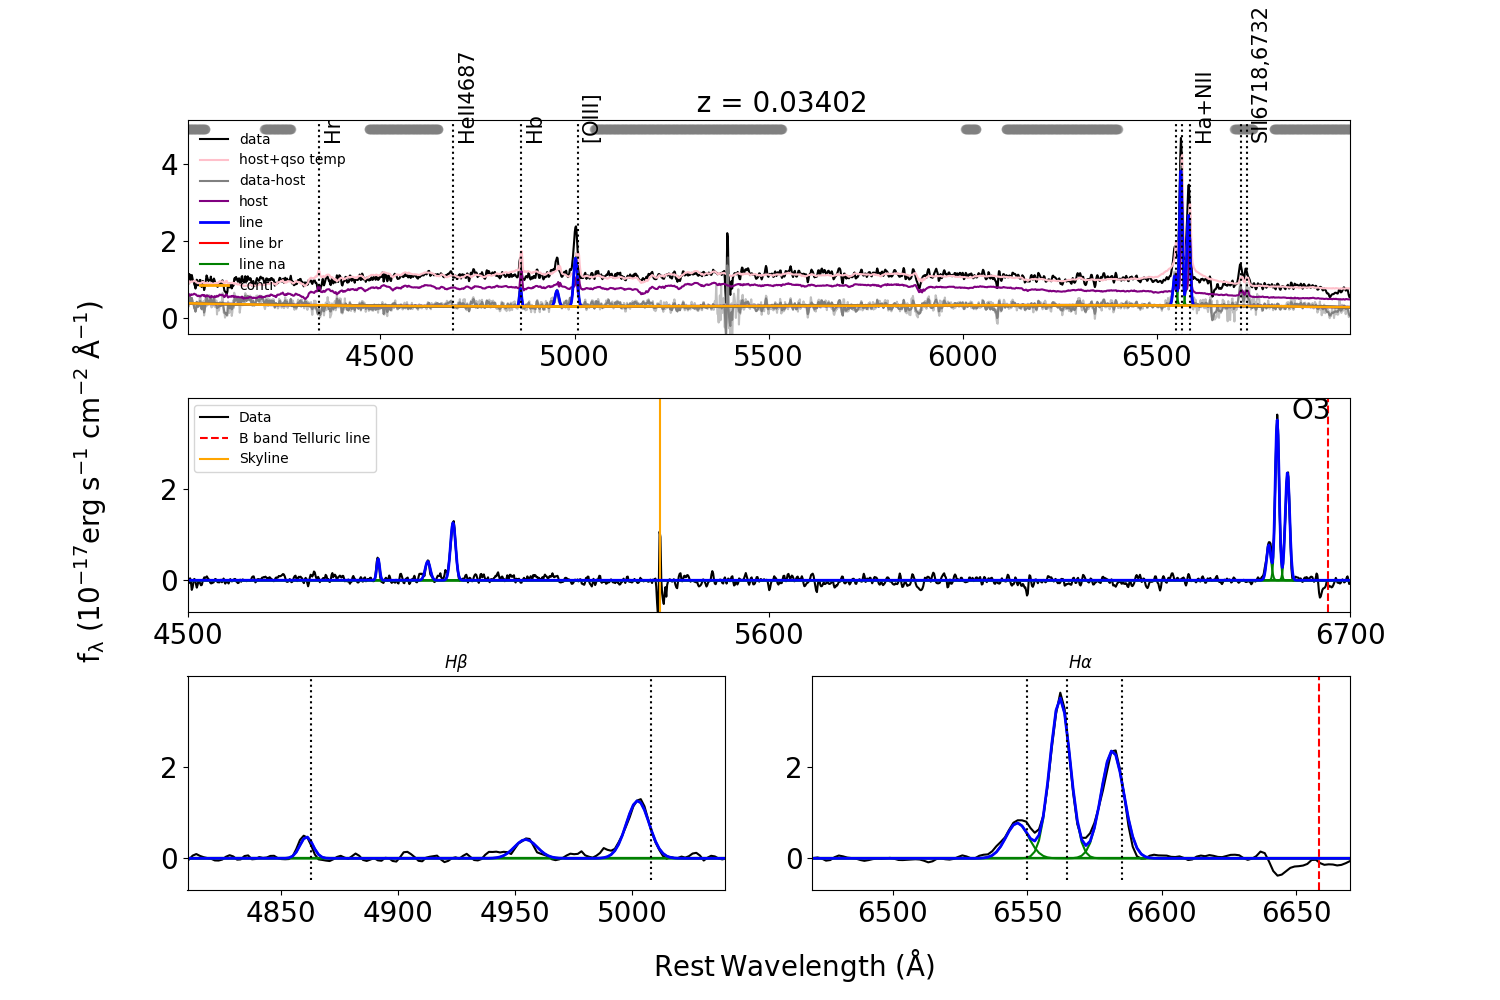 z = 0.03402
Hr
HeII4687
Hb
[OIII]
Ha+NII
SII6718,6732
data
host+qso temp
data-host
host
line
line br
line na
conti
4
2
0
4500 5000 5500 6000 6500
Data
B band Telluric line
Skyline
O3
2
0
4500 5600 6700
fλ (10⁻¹⁷erg s⁻¹ cm⁻² Å⁻¹)
Hβ
2
0
4850 4900 4950 5000
Hα
2
0
6500 6550 6600 6650
Rest Wavelength (Å)